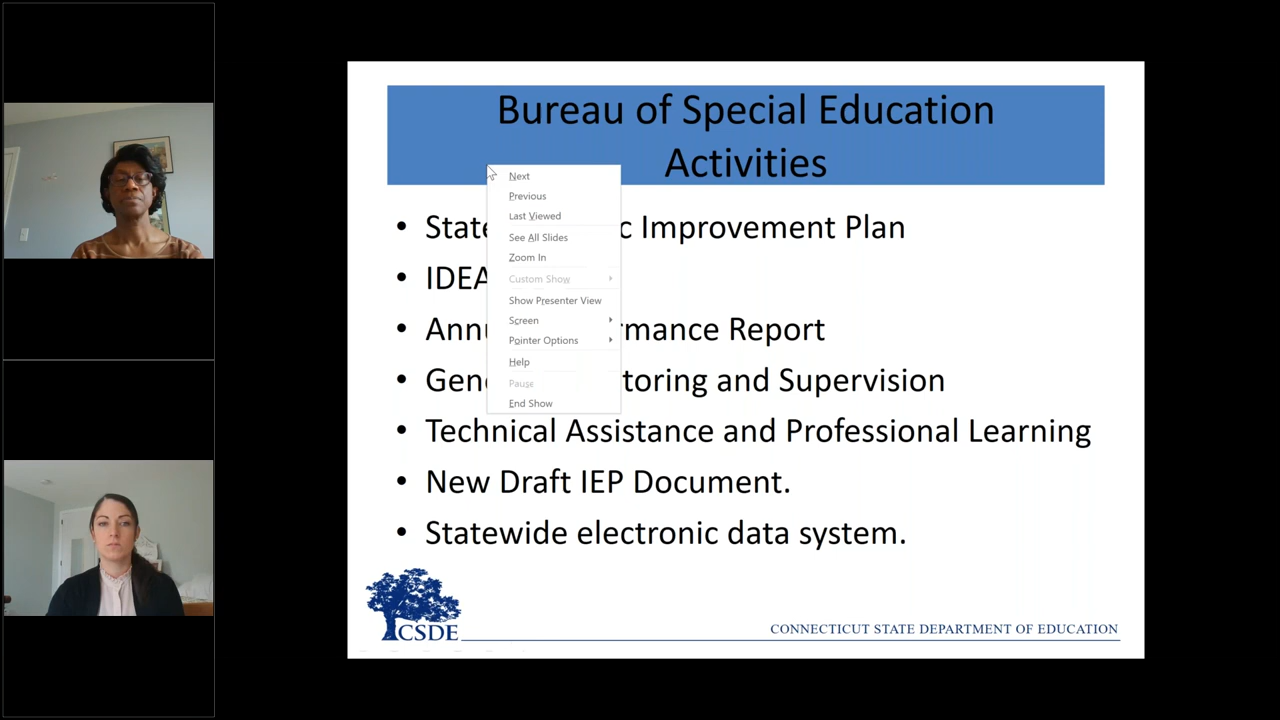 Bureau of Special Education
Activities
Next
Previous
Last Viewed
See All Slides
Zoom In
Custom Show
Show Presenter View
Screen
Pointer Options
Help
Pause
End Show
• State c Improvement Plan
• IDEA
• Annu rmance Report
• Gene toring and Supervision
• Technical Assistance and Professional Learning
• New Draft IEP Document.
• Statewide electronic data system.
CSDE
CONNECTICUT STATE DEPARTMENT OF EDUCATION